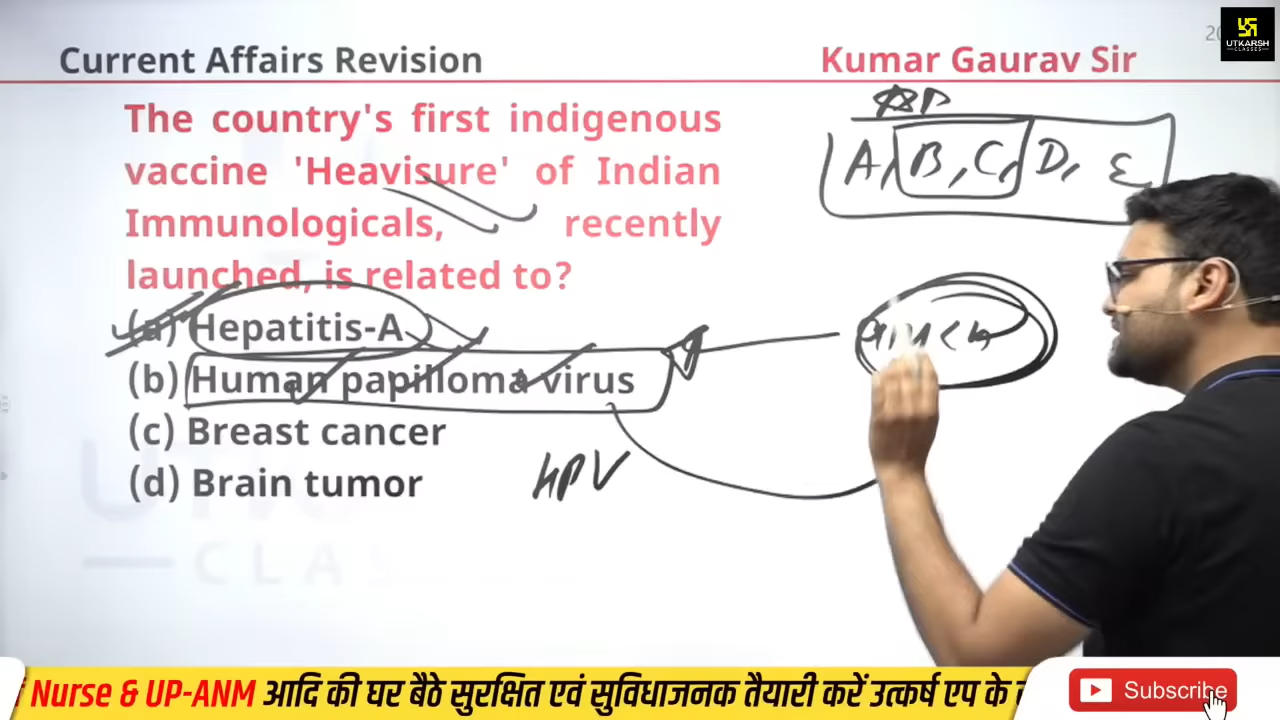 UTKARSH
CLASSES
Current Affairs Revision
Kumar Gaurav Sir
The country's first indigenous
vaccine 'Heavisure' of Indian
Immunologicals, recently
launched, is related to?
(a) Hepatitis-A
(b) Human papilloma virus
(c) Breast cancer
(d) Brain tumor
A, B, C, D, E
HPV
Nurse & UP-ANM आदि की घर बैठे सुरक्षित एवं सुविधाजनक तैयारी करें उत्कर्ष एप के
Subscribe